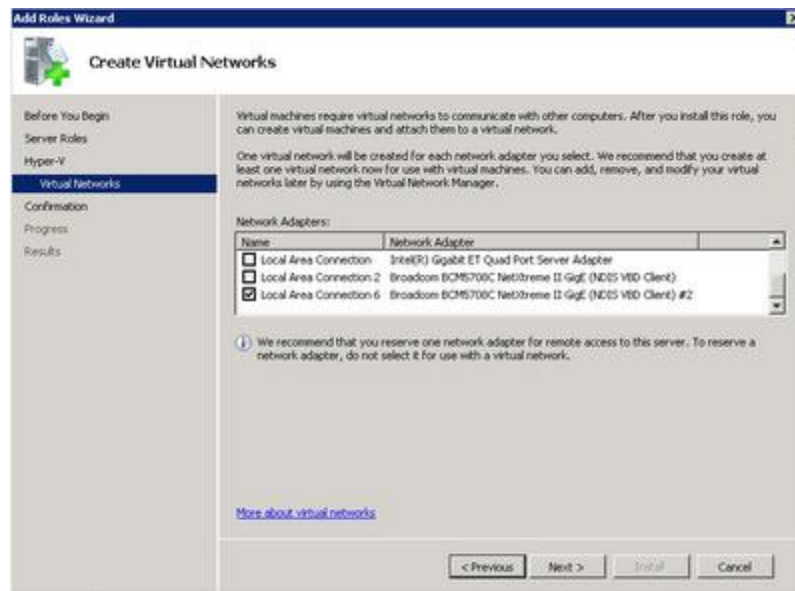 Add Roles Wizard
Create Virtual Networks
Before You Begin
Server Roles
Hyper-V
Virtual Networks
Confirmation
Progress
Results
Virtual machines require virtual networks to communicate with other computers. After you install this role, you
can create virtual machines and attach them to a virtual network.
One virtual network will be created for each network adapter you select. We recommend that you create at
least one virtual network now for use with virtual machines. You can add, remove, and modify your virtual
networks later by using the Virtual Network Manager.
Network Adapters:
Name Network Adapter
Local Area Connection Intel(R) Gigabit ET Quad Port Server Adapter
Local Area Connection 2 Broadcom BCM5708C NetXtreme II GigE (NDIS VBD Client)
Local Area Connection 6 Broadcom BCM5708C NetXtreme II GigE (NDIS VBD Client) #2
We recommend that you reserve one network adapter for remote access to this server. To reserve a
network adapter, do not select it for use with a virtual network.
More about virtual networks
< Previous Next > Install Cancel